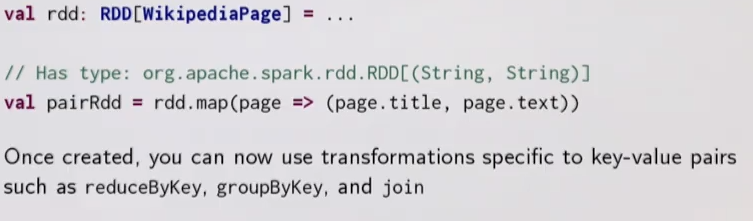 val rdd: RDD[WikipediaPage] = ...
// Has type: org.apache.spark.rdd.RDD[(String, String)]
val pairRdd = rdd.map(page => (page.title, page.text))
Once created, you can now use transformations specific to key-value pairs
such as reduceByKey, groupByKey, and join